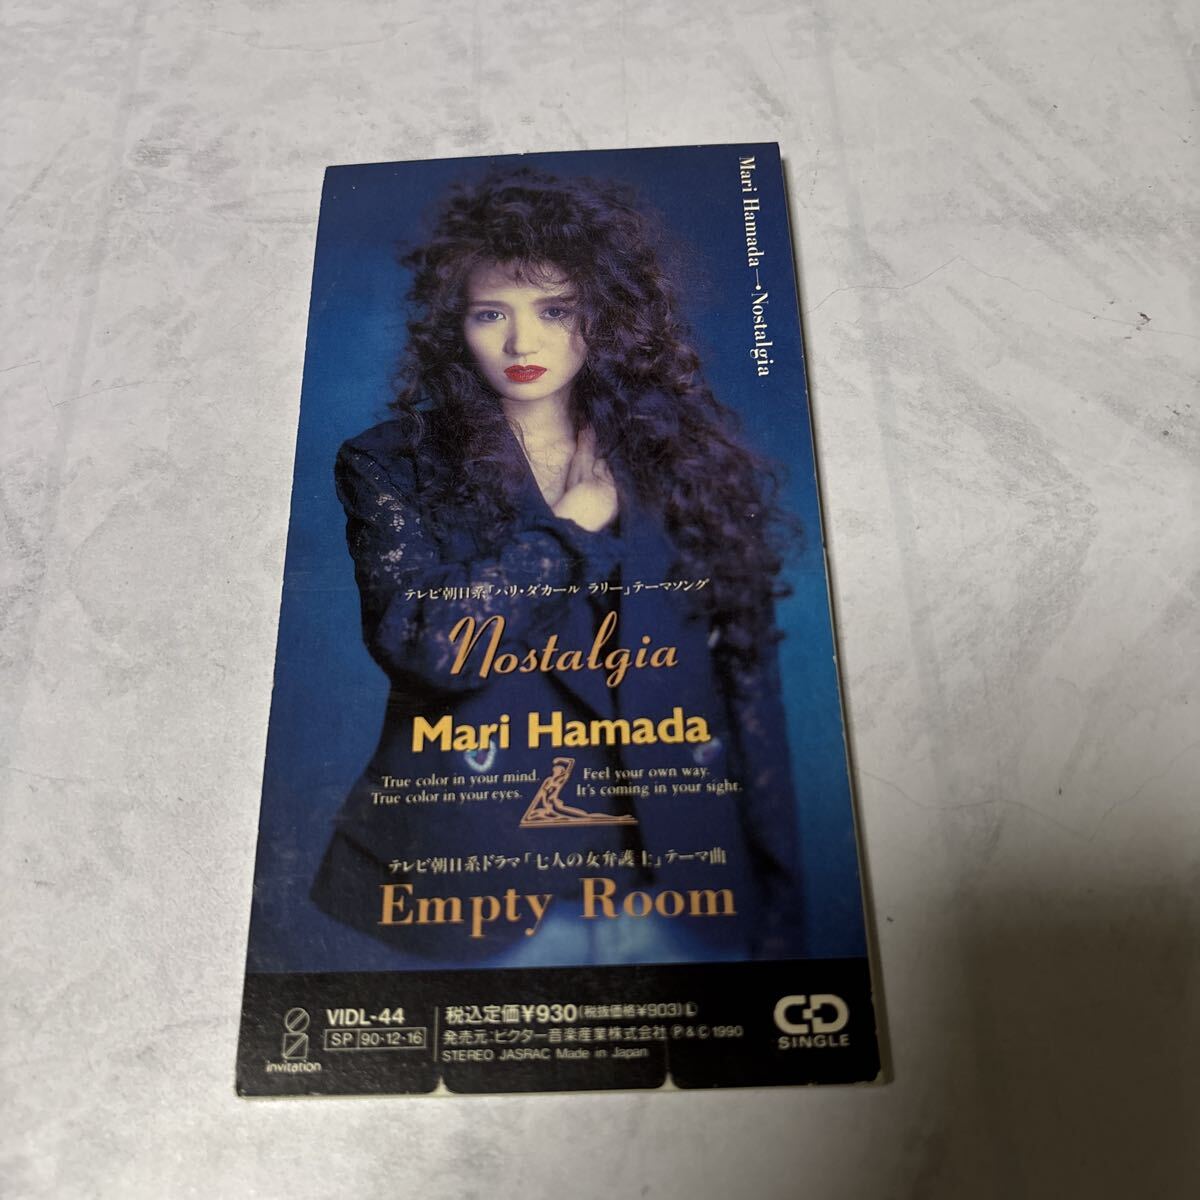 Mari Hamada—•Nostalgia
テレビ朝日系「パリ・ダカール ラリー」テーマソング
Nostalgia
Mari Hamada
True color in your mind. Feel your own way.
True color in your eyes. It's coming in your sight.
テレビ朝日系ドラマ「七人の女弁護士」テーマ曲
Empty Room
invitation
VIDL-44
SP 90·12·16
税込定価¥930(税抜価格¥903)Ⓛ
発売元:ビクター音楽産業株式会社 Ⓟ & © 1990
STEREO JASRAC Made in Japan
CD
SINGLE